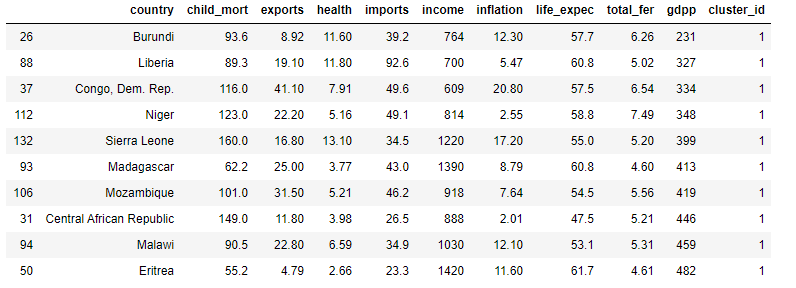 country child_mort exports health imports income inflation life_expec total_fer gdpp cluster_id
26 Burundi 93.6 8.92 11.60 39.2 764 12.30 57.7 6.26 231 1
88 Liberia 89.3 19.10 11.80 92.6 700 5.47 60.8 5.02 327 1
37 Congo, Dem. Rep. 116.0 41.10 7.91 49.6 609 20.80 57.5 6.54 334 1
112 Niger 123.0 22.20 5.16 49.1 814 2.55 58.8 7.49 348 1
132 Sierra Leone 160.0 16.80 13.10 34.5 1220 17.20 55.0 5.20 399 1
93 Madagascar 62.2 25.00 3.77 43.0 1390 8.79 60.8 4.60 413 1
106 Mozambique 101.0 31.50 5.21 46.2 918 7.64 54.5 5.56 419 1
31 Central African Republic 149.0 11.80 3.98 26.5 888 2.01 47.5 5.21 446 1
94 Malawi 90.5 22.80 6.59 34.9 1030 12.10 53.1 5.31 459 1
50 Eritrea 55.2 4.79 2.66 23.3 1420 11.60 61.7 4.61 482 1